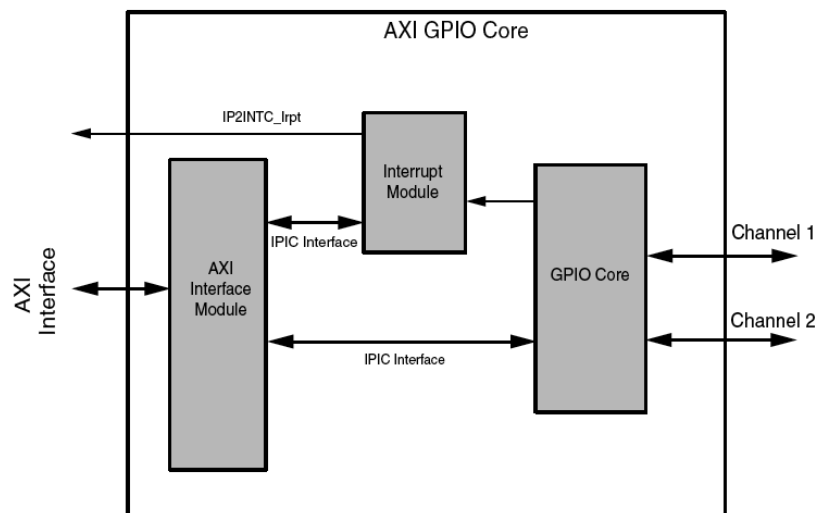 AXI GPIO Core
IP2INTC_Irpt
Interrupt
Module
IPIC Interface
AXI
Interface
Module
GPIO Core
IPIC Interface
AXI
Interface
Channel 1
Channel 2